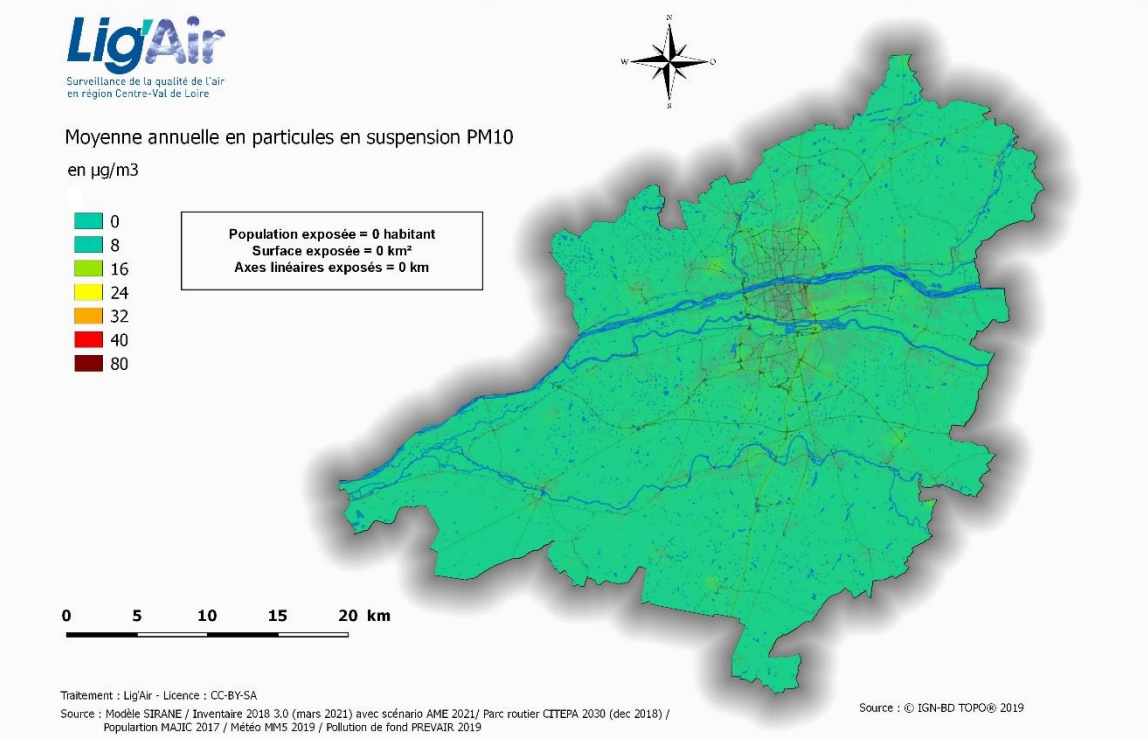 Lig'Air
Surveillance de la qualité de l'air
en région Centre-Val de Loire
N
W
O
S
Moyenne annuelle en particules en suspension PM10
en µg/m3
0
8
16
24
32
40
80
Population exposée = 0 habitant
Surface exposée = 0 km²
Axes linéaires exposés = 0 km
0 5 10 15 20 km
Traitement : Lig'Air - Licence : CC-BY-SA
Source : Modèle SIRANE / Inventaire 2018 3.0 (mars 2021) avec scénario AME 2021/ Parc routier CITEPA 2030 (dec 2018) /
Populartion MAJIC 2017 / Météo MM5 2019 / Pollution de fond PREVAIR 2019
Source : © IGN-BD TOPO® 2019